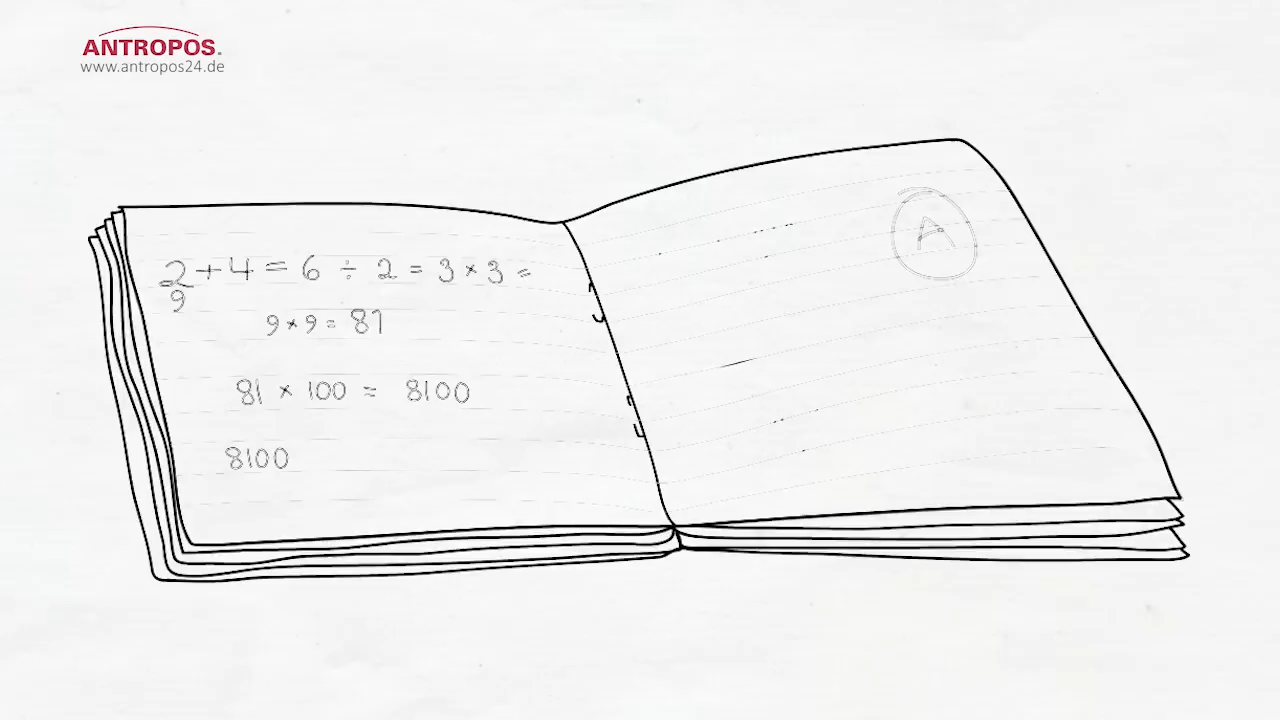 ANTROPOS.
www.antropos24.de
2 + 4 = 6 ÷ 2 = 3 × 3 =
9
9 × 9 = 81
81 × 100 = 8100
8100
A